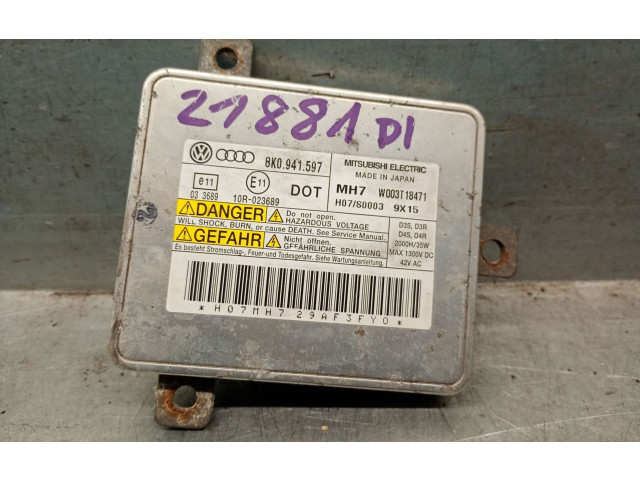 21881 DI
8K0.941.597
MITSUBISHI ELECTRIC
MADE IN JAPAN
e11
E11
DOT
MH7 W003T18471
03 3689
10R-023689
H07/S0003 9X15
DANGER
Do not open.
HAZARDOUS VOLTAGE
WILL SHOCK, BURN, or cause DEATH. See Service Manual.
GEFAHR
Nicht öffnen.
GEFÄHRLICHE SPANNUNG
Es besteht Stromschlag-, Feuer-und Todesgefahr. Siehe Wartungsanleitung.
D3S, D3R
D4S, D4R
2000H/35W
MAX 1300V DC
42V AC
*H07MH729AF3FY0*